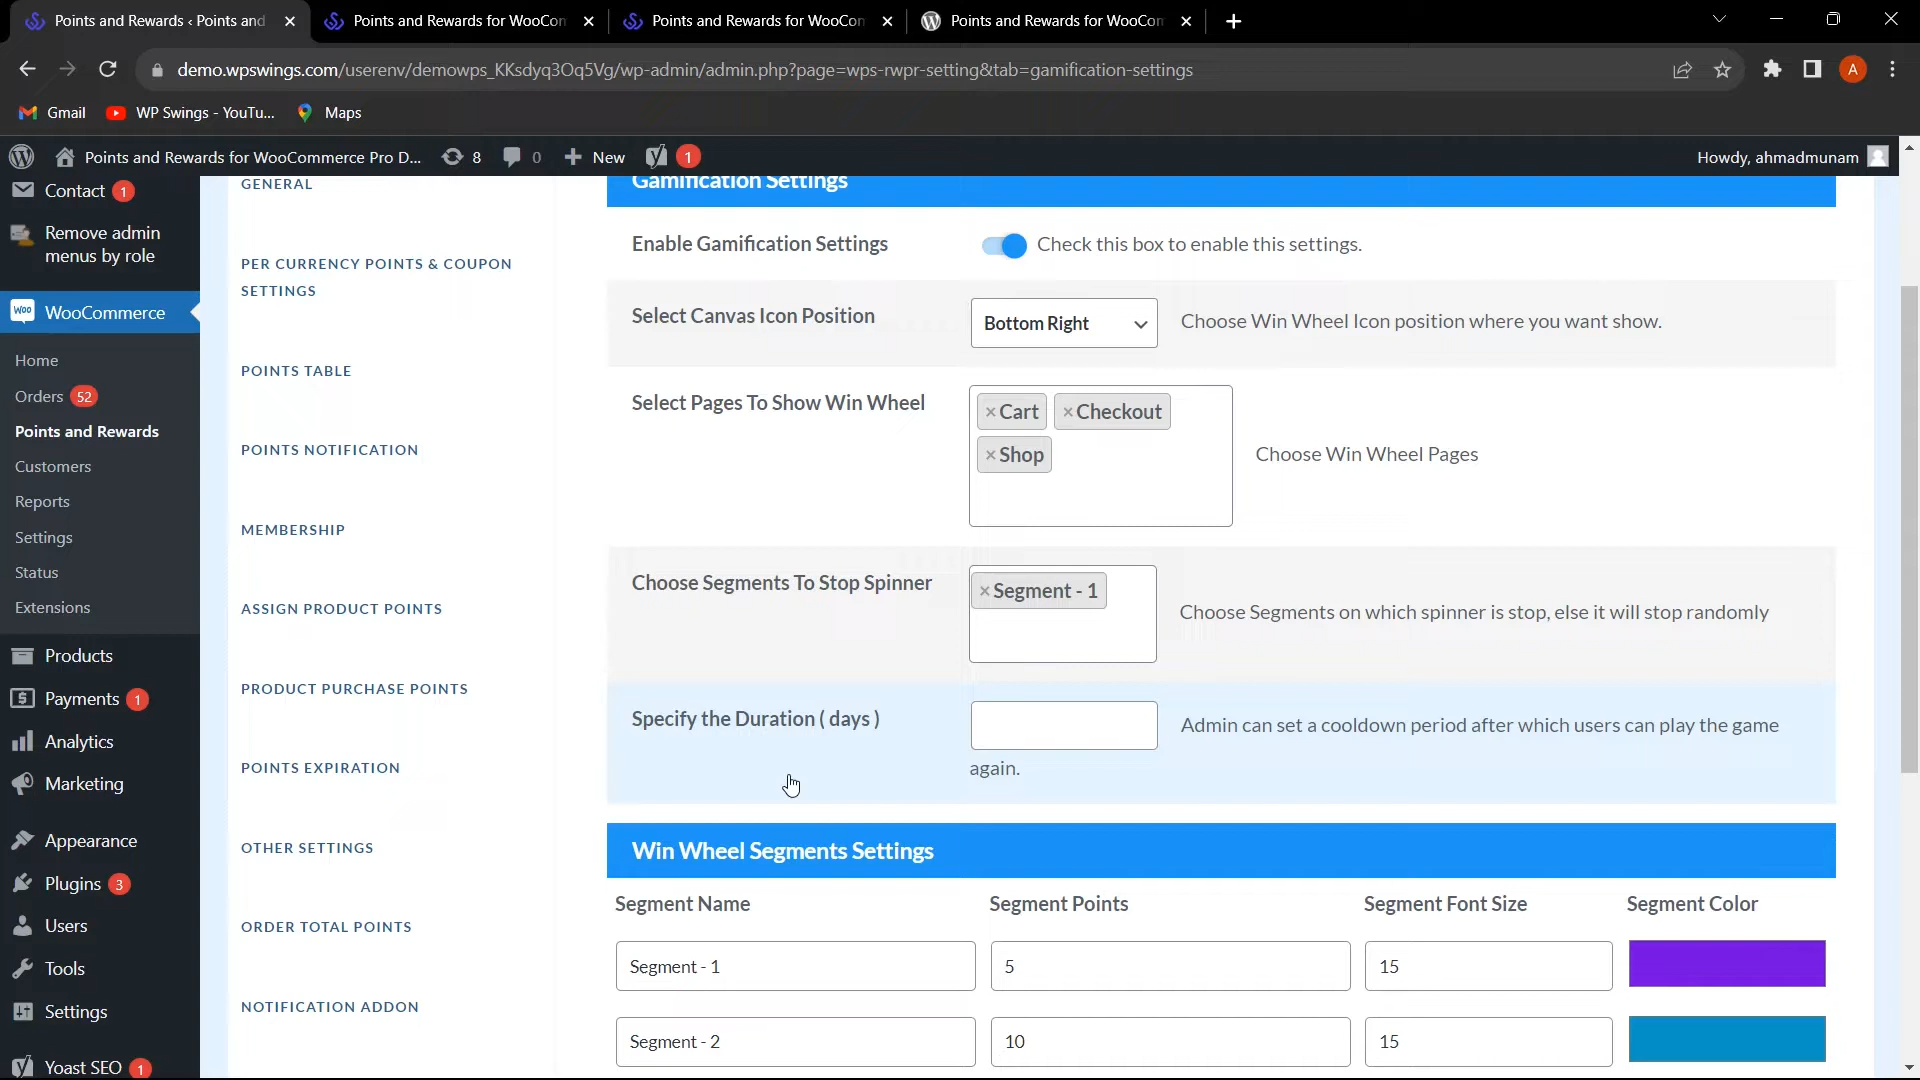 Points and Rewards ‹ Points and
Points and Rewards for WooCom
Points and Rewards for WooCom
Points and Rewards for WooCom
demo.wpswings.com/userenv/demowps_KKsdyq3Oq5Vg/wp-admin/admin.php?page=wps-rwpr-setting&tab=gamification-settings
A
Gmail
WP Swings - YouTu...
Maps
Points and Rewards for WooCommerce Pro D...
8
0
New
1
Howdy, ahmadmunam
Contact 1
Remove admin
menus by role
Woo WooCommerce
Home
Orders 52
Points and Rewards
Customers
Reports
Settings
Status
Extensions
Products
Payments 1
Analytics
Marketing
Appearance
Plugins 3
Users
Tools
Settings
Yoast SEO 1
GENERAL
PER CURRENCY POINTS & COUPON
SETTINGS
POINTS TABLE
POINTS NOTIFICATION
MEMBERSHIP
ASSIGN PRODUCT POINTS
PRODUCT PURCHASE POINTS
POINTS EXPIRATION
OTHER SETTINGS
ORDER TOTAL POINTS
NOTIFICATION ADDON
Gamification Settings
Enable Gamification Settings
Check this box to enable this settings.
Select Canvas Icon Position
Bottom Right
Choose Win Wheel Icon position where you want show.
Select Pages To Show Win Wheel
×Cart ×Checkout
×Shop
Choose Win Wheel Pages
Choose Segments To Stop Spinner
×Segment - 1
Choose Segments on which spinner is stop, else it will stop randomly
Specify the Duration ( days )
Admin can set a cooldown period after which users can play the game
again.
Win Wheel Segments Settings
Segment Name Segment Points Segment Font Size Segment Color
Segment - 1 5 15
Segment - 2 10 15